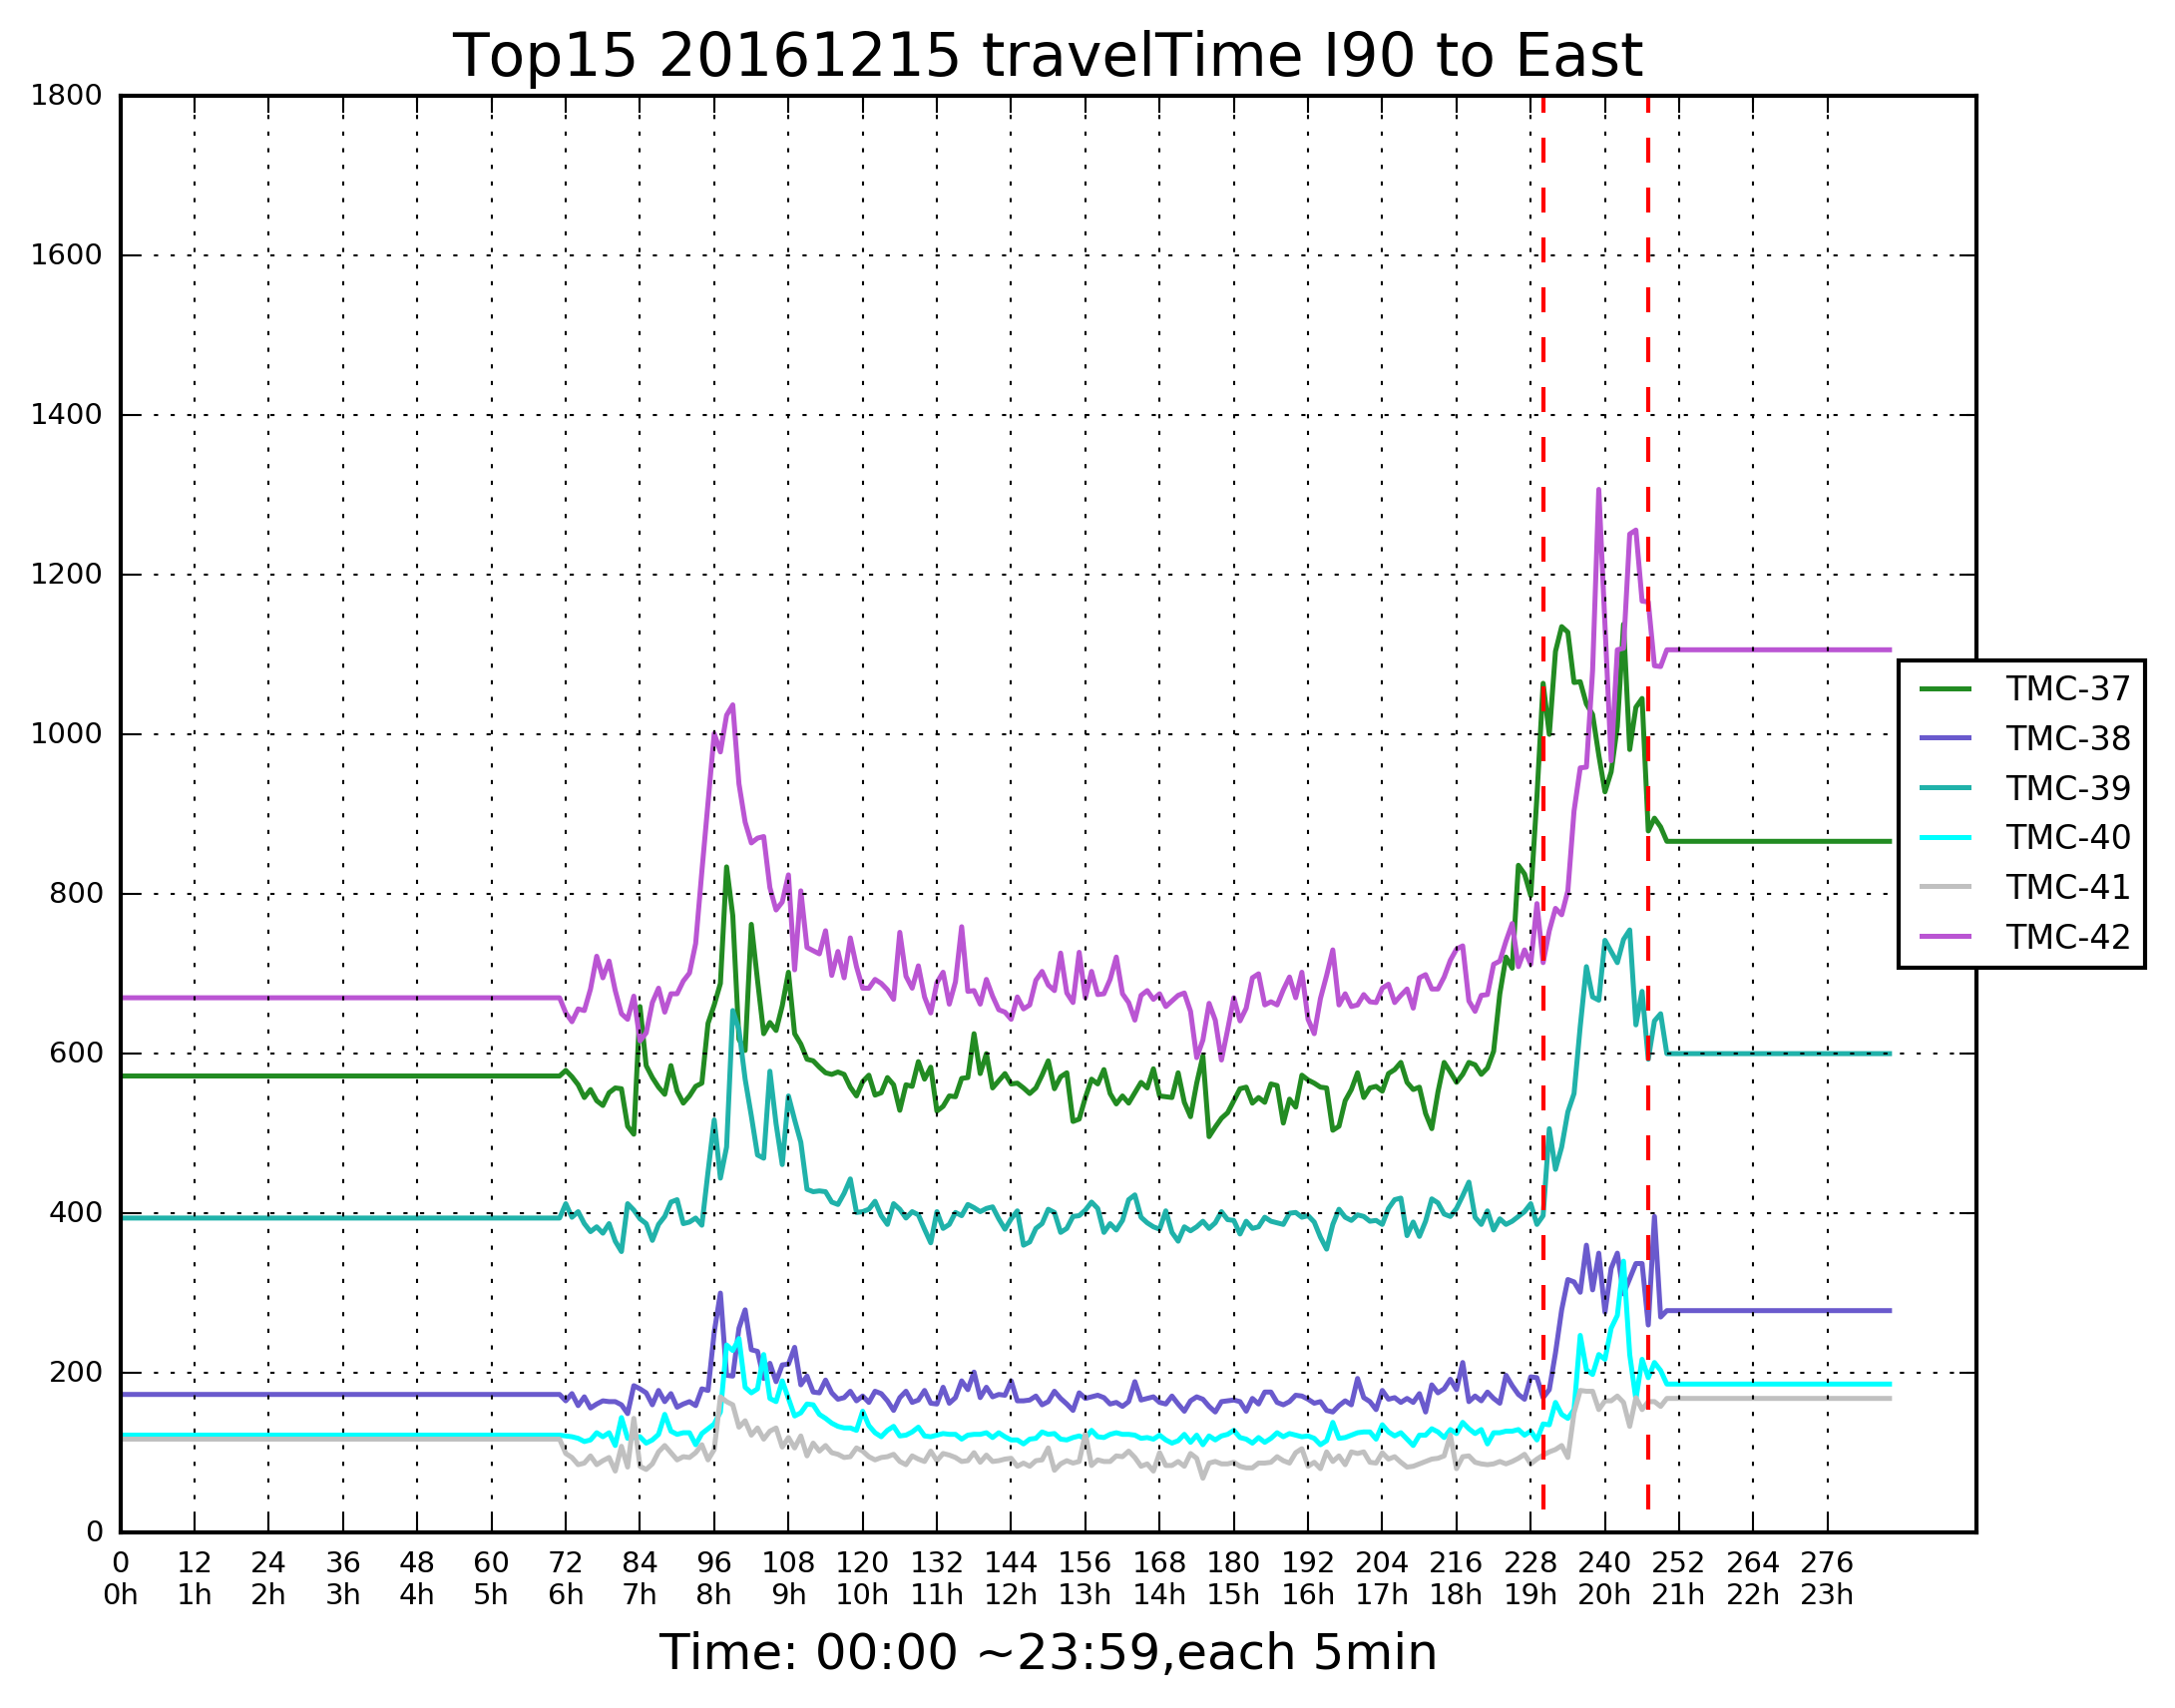 Top15 20161215 travelTime I90 to East
1800
1600
1400
1200
1000
800
600
400
200
0
TMC-37
TMC-38
TMC-39
TMC-40
TMC-41
TMC-42
0 12 24 36 48 60 72 84 96 108 120 132 144 156 168 180 192 204 216 228 240 252 264 276
0h 1h 2h 3h 4h 5h 6h 7h 8h 9h 10h 11h 12h 13h 14h 15h 16h 17h 18h 19h 20h 21h 22h 23h
Time: 00:00 ~23:59,each 5min